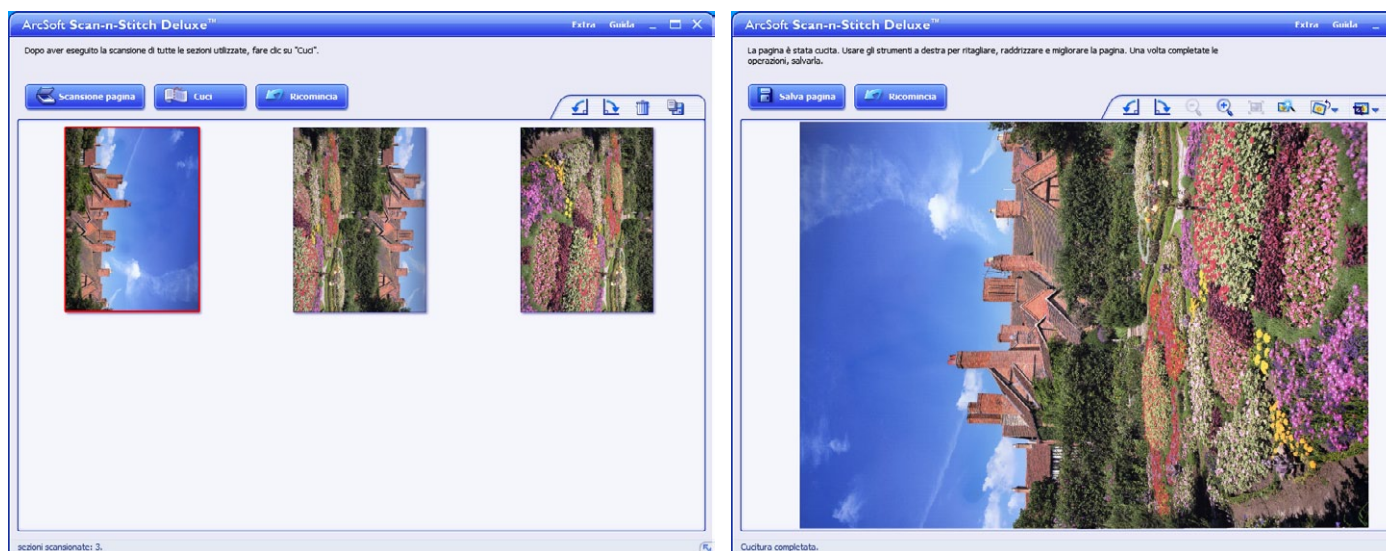 ArcSoft Scan-n-Stitch Deluxe™
Extra Guida
Dopo aver eseguito la scansione di tutte le sezioni utilizzate, fare clic su "Cuci".
Scansione pagina
Cuci
Ricomincia
sezioni scansionate: 3.
ArcSoft Scan-n-Stitch Deluxe™
Extra Guida
La pagina è stata cucita. Usare gli strumenti a destra per ritagliare, raddrizzare e migliorare la pagina. Una volta completate le
operazioni, salvarla.
Salva pagina
Ricomincia
Cucitura completata.